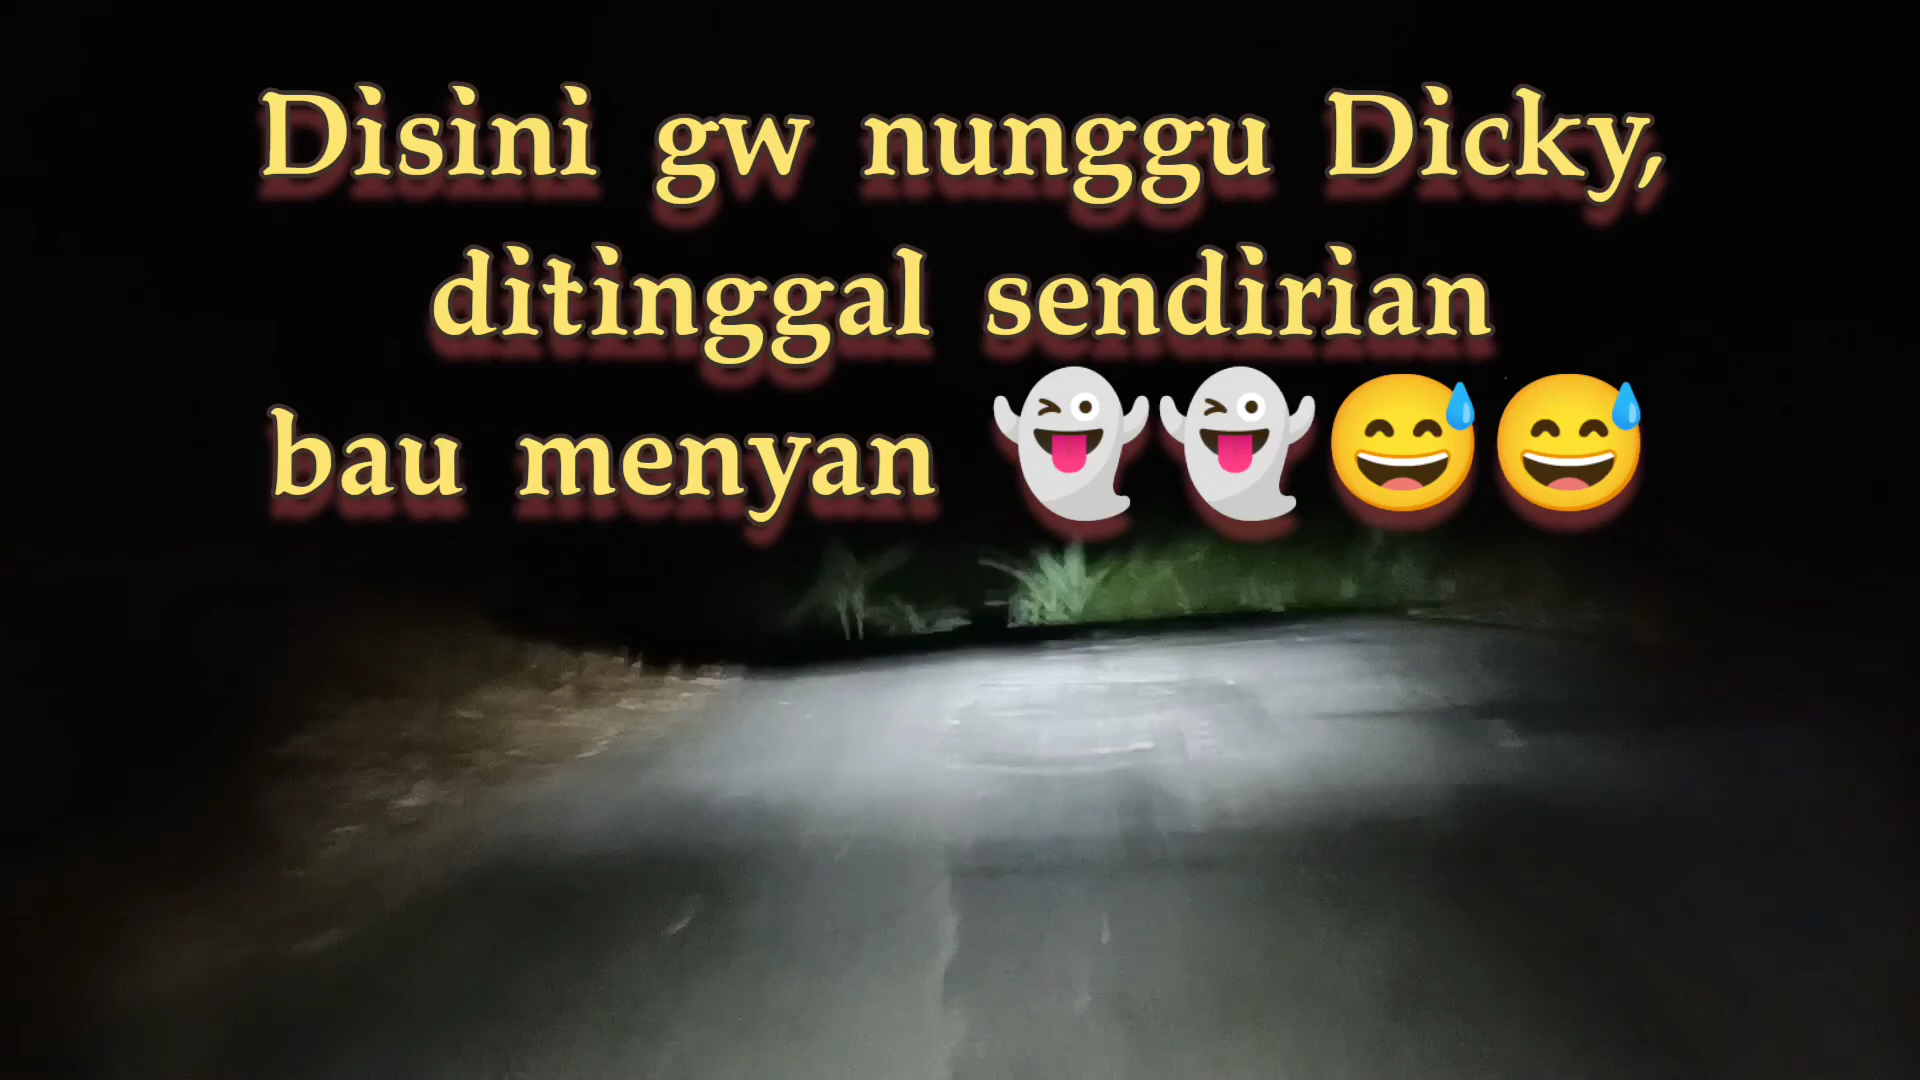 Disini gw nunggu Dicky,
ditinggal sendirian
bau menyan 👻👻😅😅